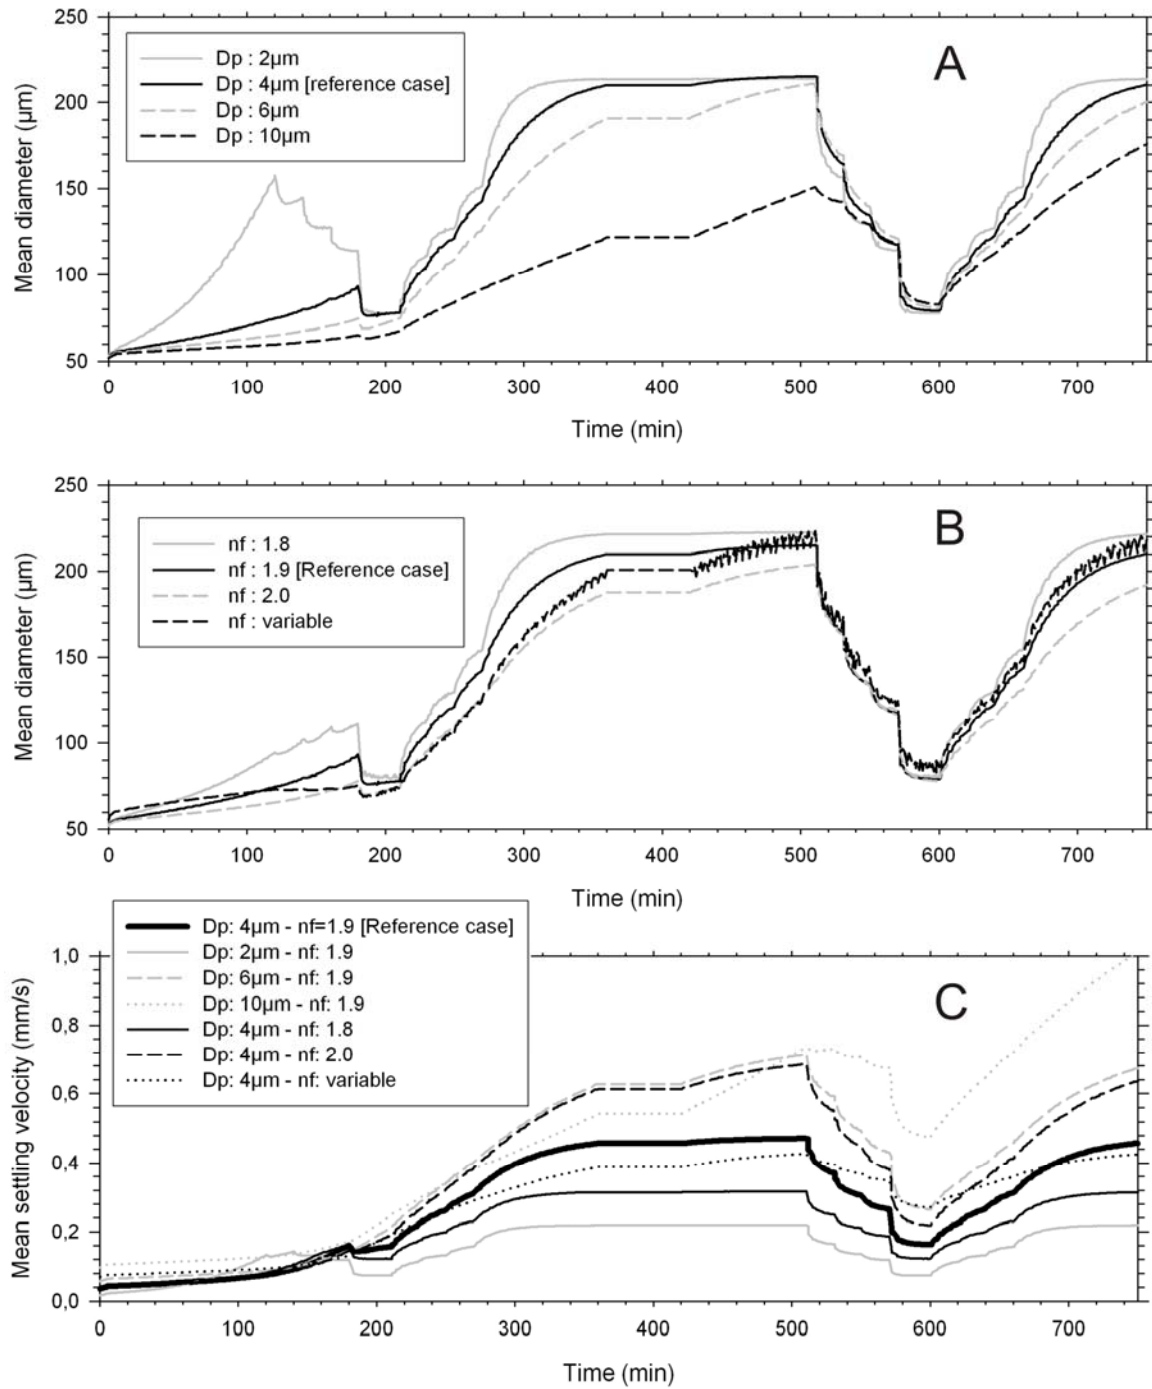 250
200
150
100
50
Mean diameter (µm)
Dp : 2µm
Dp : 4µm [reference case]
Dp : 6µm
Dp : 10µm
A
0 100 200 300 400 500 600 700
Time (min)
250
200
150
100
50
Mean diameter (µm)
nf : 1.8
nf : 1.9 [Reference case]
nf : 2.0
nf : variable
B
0 100 200 300 400 500 600 700
Time (min)
Dp: 4µm - nf=1.9 [Reference case]
Dp: 2µm - nf: 1.9
Dp: 6µm - nf: 1.9
Dp: 10µm - nf: 1.9
Dp: 4µm - nf: 1.8
Dp: 4µm - nf: 2.0
Dp: 4µm - nf: variable
C
1,0
0,8
0,6
0,4
0,2
0,0
Mean settling velocity (mm/s)
0 100 200 300 400 500 600 700
Time (min)